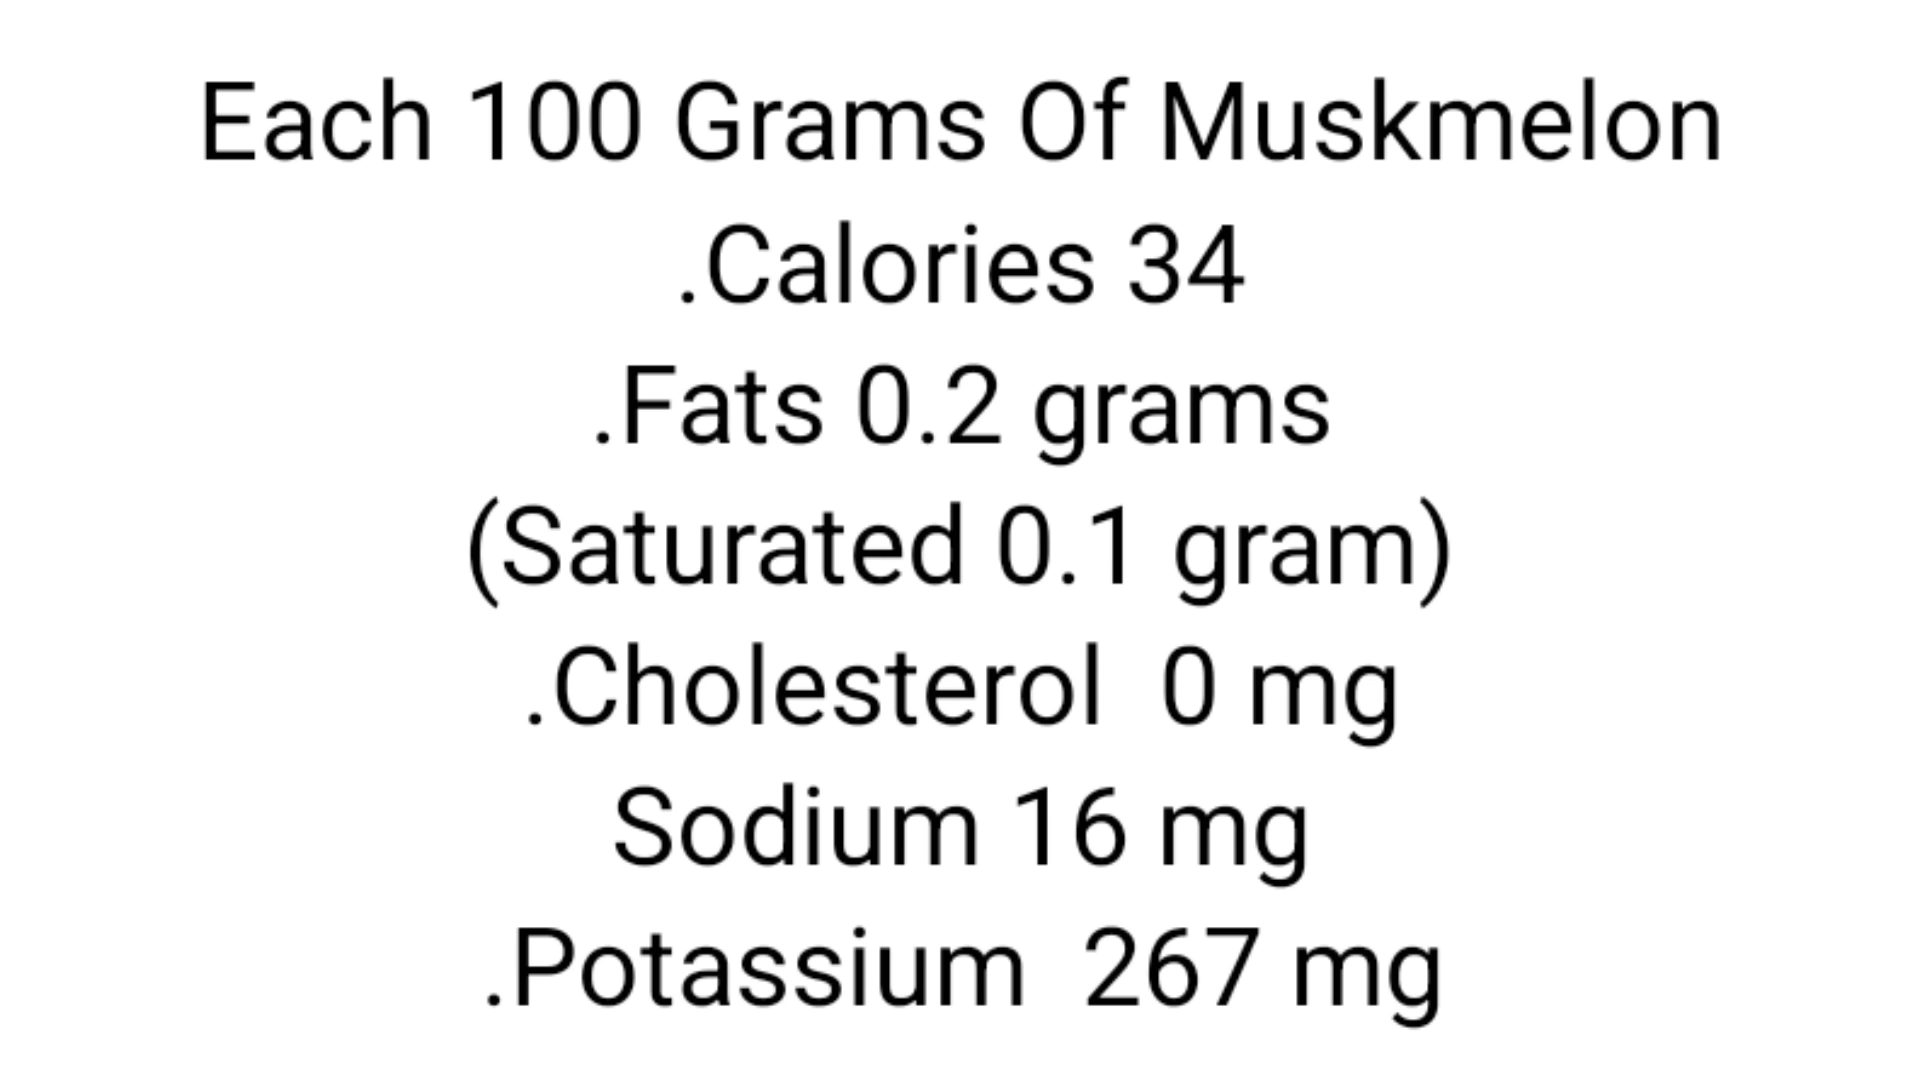 Each 100 Grams Of Muskmelon
.Calories 34
.Fats 0.2 grams
(Saturated 0.1 gram)
.Cholesterol  0 mg
Sodium 16 mg
.Potassium  267 mg